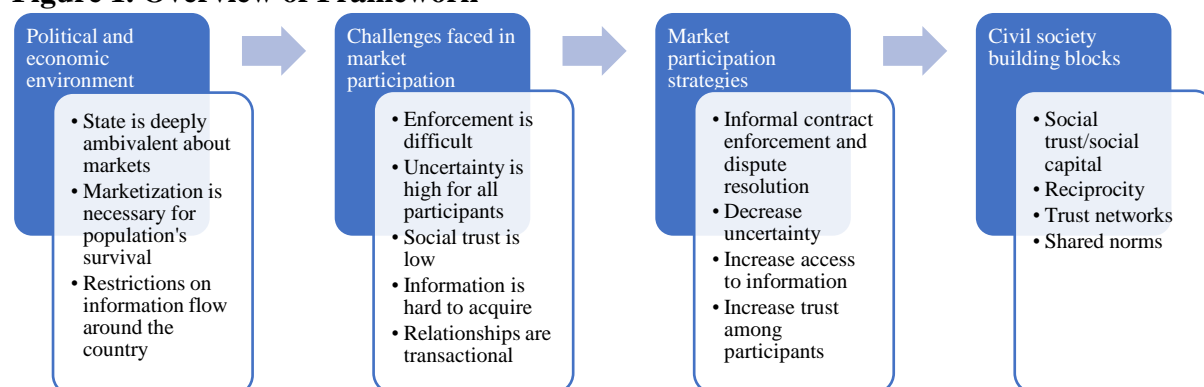 Figure 1. Overview of Framework
Political and
economic
environment
• State is deeply
ambivalent about
markets
• Marketization is
necessary for
population's
survival
• Restrictions on
information flow
around the
country
Challenges faced in
market
participation
• Enforcement is
difficult
• Uncertainty is
high for all
participants
• Social trust is
low
• Information is
hard to acquire
• Relationships are
transactional
Market
participation
strategies
• Informal contract
enforcement and
dispute
resolution
• Decrease
uncertainty
• Increase access
to information
• Increase trust
among
participants
Civil society
building blocks
• Social
trust/social
capital
• Reciprocity
• Trust networks
• Shared norms